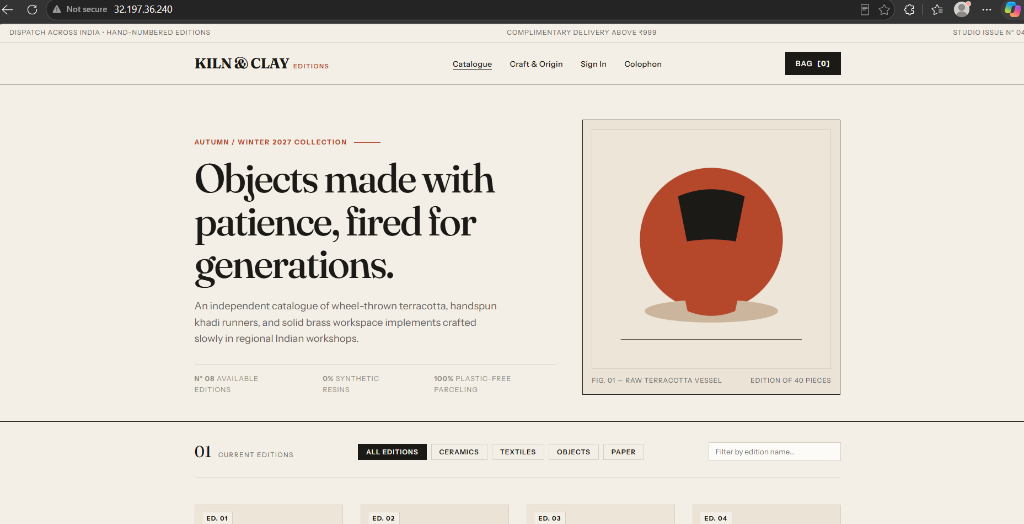 Not secure 32.197.36.240
DISPATCH ACROSS INDIA • HAND-NUMBERED EDITIONS
COMPLIMENTARY DELIVERY ABOVE ₹999
STUDIO ISSUE N° 04
KILN & CLAY EDITIONS
Catalogue Craft & Origin Sign In Colophon
BAG [0]
AUTUMN / WINTER 2027 COLLECTION
Objects made with
patience, fired for
generations.
An independent catalogue of wheel-thrown terracotta, handspun
khadi runners, and solid brass workspace implements crafted
slowly in regional Indian workshops.
N° 08 AVAILABLE
EDITIONS
0% SYNTHETIC
RESINS
100% PLASTIC-FREE
PARCELING
FIG. 01 — RAW TERRACOTTA VESSEL
EDITION OF 40 PIECES
01 CURRENT EDITIONS
ALL EDITIONS CERAMICS TEXTILES OBJECTS PAPER
Filter by edition name...
ED. 01
ED. 02
ED. 03
ED. 04